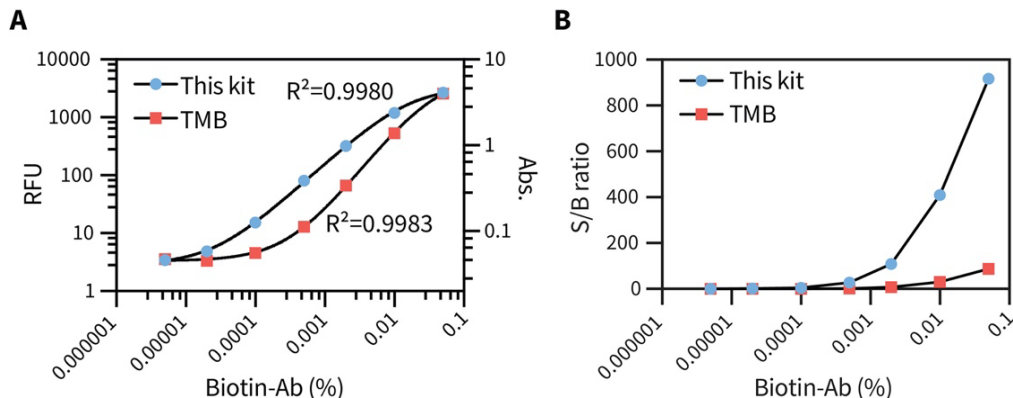 A
10000
1000
100
10
1
RFU
This kit
TMB
R²=0.9980
R²=0.9983
10
1
0.1
Abs.
0.000001
0.00001
0.0001
0.001
0.01
0.1
Biotin-Ab (%)
B
1000
800
600
400
200
0
S/B ratio
This kit
TMB
0.000001
0.00001
0.0001
0.001
0.01
0.1
Biotin-Ab (%)